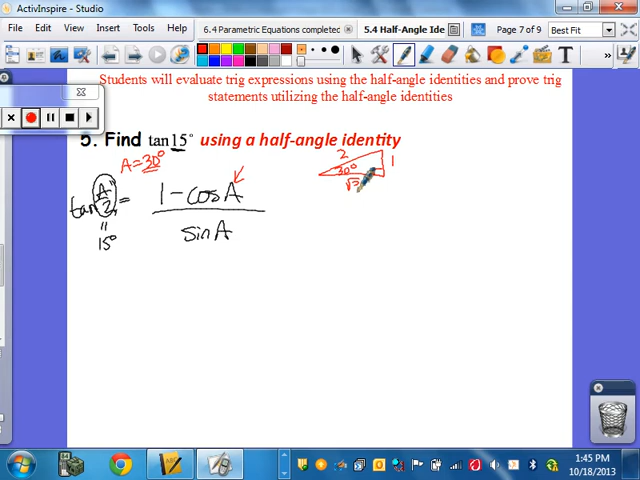 ActivInspire - Studio
File Edit View Insert Tools Help
6.4 Parametric Equations completed
5.4 Half-Angle Ide
Page 7 of 9
Best Fit
Students will evaluate trig expressions using the half-angle identities and prove trig
statements utilizing the half-angle identities
5. Find tan 15° using a half-angle identity
A = 30°
2
1
30°
√3
tan A/2 = 1 - cos A
sin A
"
15°
1:45 PM
10/18/2013